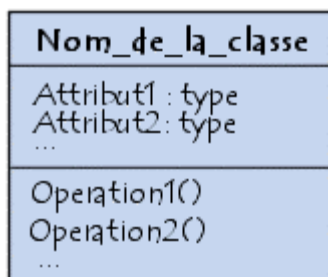 Nom_de_la_classe
Attribut1 : type
Attribut2 : type
...
Operation1()
Operation2()
...